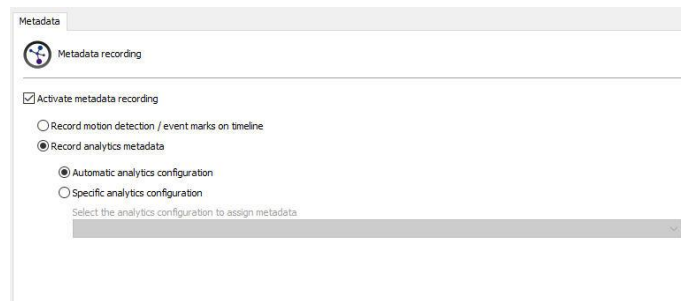 Metadata
Metadata recording
Activate metadata recording
Record motion detection / event marks on timeline
Record analytics metadata
Automatic analytics configuration
Specific analytics configuration
Select the analytics configuration to assign metadata